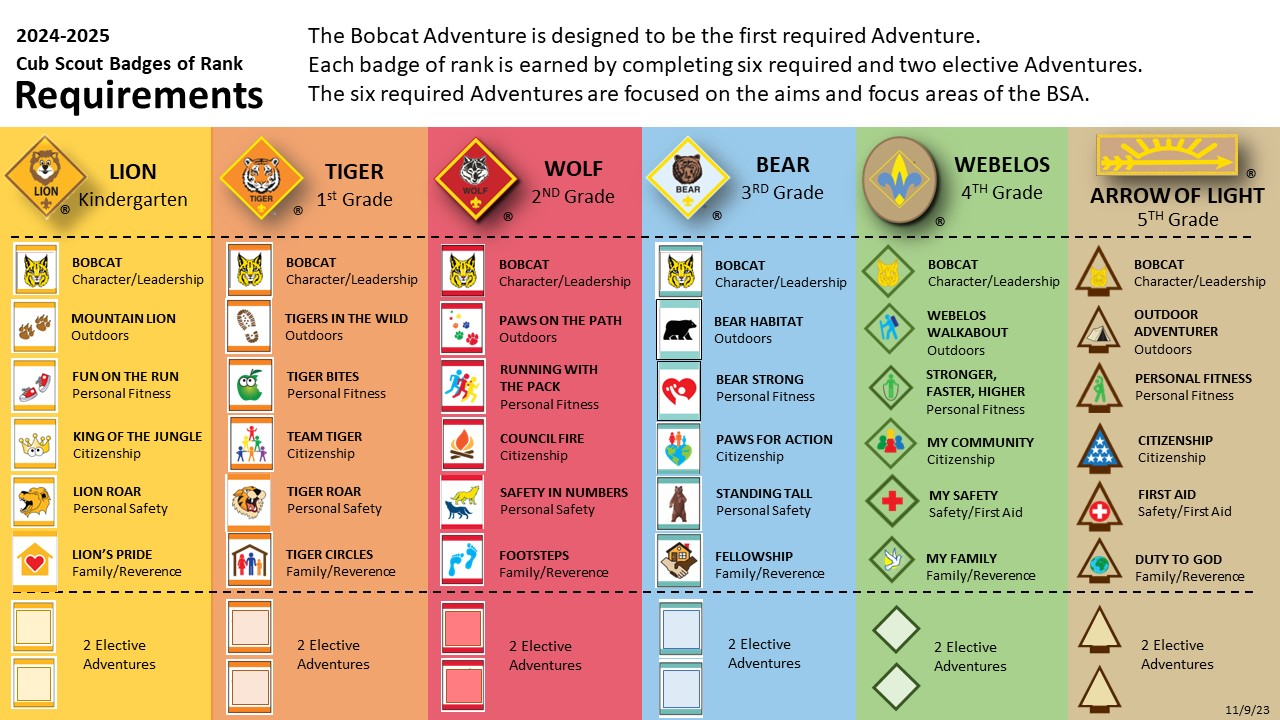 2024-2025
Cub Scout Badges of Rank
Requirements
The Bobcat Adventure is designed to be the first required Adventure.
Each badge of rank is earned by completing six required and two elective Adventures.
The six required Adventures are focused on the aims and focus areas of the BSA.
LION
®
LION
Kindergarten
BOBCAT
Character/Leadership
MOUNTAIN LION
Outdoors
FUN ON THE RUN
Personal Fitness
KING OF THE JUNGLE
Citizenship
LION ROAR
Personal Safety
LION'S PRIDE
Family/Reverence
2 Elective
Adventures
TIGER
®
TIGER
1st Grade
BOBCAT
Character/Leadership
TIGERS IN THE WILD
Outdoors
TIGER BITES
Personal Fitness
TEAM TIGER
Citizenship
TIGER ROAR
Personal Safety
TIGER CIRCLES
Family/Reverence
2 Elective
Adventures
WOLF
®
WOLF
2ND Grade
BOBCAT
Character/Leadership
PAWS ON THE PATH
Outdoors
RUNNING WITH
THE PACK
Personal Fitness
COUNCIL FIRE
Citizenship
SAFETY IN NUMBERS
Personal Safety
FOOTSTEPS
Family/Reverence
2 Elective
Adventures
BEAR
®
BEAR
3RD Grade
BOBCAT
Character/Leadership
BEAR HABITAT
Outdoors
BEAR STRONG
Personal Fitness
PAWS FOR ACTION
Citizenship
STANDING TALL
Personal Safety
FELLOWSHIP
Family/Reverence
2 Elective
Adventures
®
WEBELOS
4TH Grade
BOBCAT
Character/Leadership
WEBELOS
WALKABOUT
Outdoors
STRONGER,
FASTER, HIGHER
Personal Fitness
MY COMMUNITY
Citizenship
MY SAFETY
Safety/First Aid
MY FAMILY
Family/Reverence
2 Elective
Adventures
®
ARROW OF LIGHT
5TH Grade
BOBCAT
Character/Leadership
OUTDOOR
ADVENTURER
Outdoors
PERSONAL FITNESS
Personal Fitness
CITIZENSHIP
Citizenship
FIRST AID
Safety/First Aid
DUTY TO GOD
Family/Reverence
2 Elective
Adventures
11/9/23